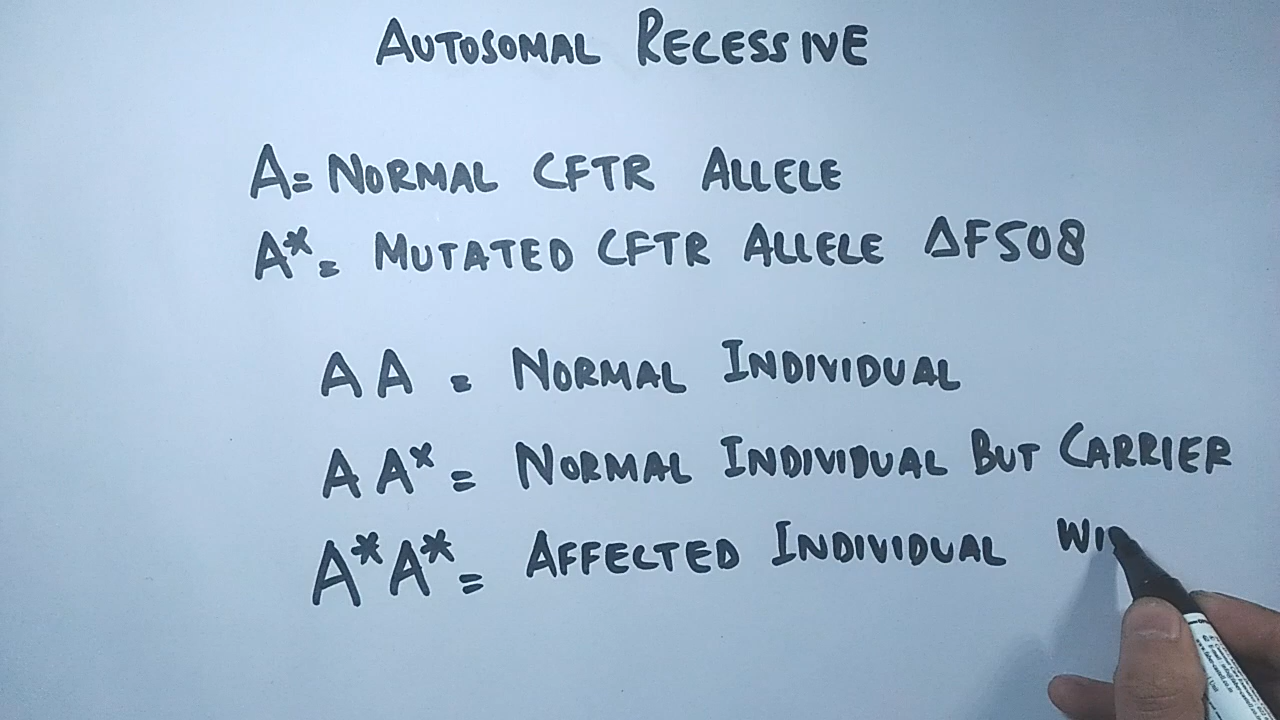 AUTOSOMAL RECESSIVE
A= NORMAL CFTR ALLELE
A*= MUTATED CFTR ALLELE ΔF508
AA = NORMAL INDIVIDUAL
AA* = NORMAL INDIVIDUAL BUT CARRIER
A*A* = AFFECTED INDIVIDUAL